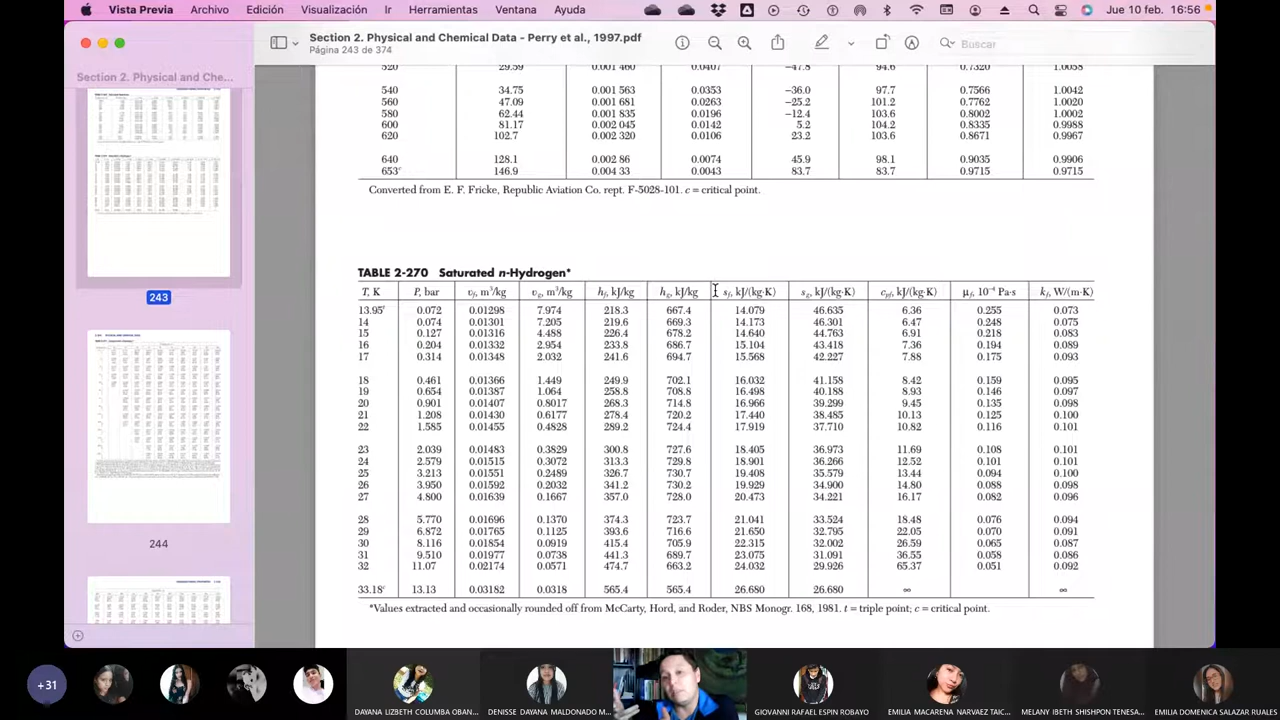 Vista Previa Archivo Edición Visualización Ir Herramientas Ventana Ayuda Jue 10 feb. 16:56
Section 2. Physical and Chemical Data - Perry et al., 1997.pdf
Página 243 de 374
Buscar
Section 2. Physical and Che...
243
244
520 29.59 0.001 460 0.0407 −47.8 94.6 0.7320 1.0058
540 34.75 0.001 563 0.0353 −36.0 97.7 0.7566 1.0042
560 47.09 0.001 681 0.0263 −25.2 101.2 0.7762 1.0020
580 62.44 0.001 835 0.0196 −12.4 103.6 0.8002 1.0002
600 81.17 0.002 045 0.0142 5.2 104.2 0.8335 0.9988
620 102.7 0.002 320 0.0106 23.2 103.6 0.8671 0.9967
640 128.1 0.002 86 0.0074 45.9 98.1 0.9035 0.9906
653c 146.9 0.004 33 0.0043 83.7 83.7 0.9715 0.9715
Converted from E. F. Fricke, Republic Aviation Co. rept. F-5028-101. c = critical point.
TABLE 2-270 Saturated n-Hydrogen*
T, K P, bar vf, m³/kg vg, m³/kg hf, kJ/kg hg, kJ/kg sf, kJ/(kg·K) sg, kJ/(kg·K) cpf, kJ/(kg·K) μf, 10⁻⁴ Pa·s kf, W/(m·K)
13.95t 0.072 0.01298 7.974 218.3 667.4 14.079 46.635 6.36 0.255 0.073
14 0.074 0.01301 7.205 219.6 669.3 14.173 46.301 6.47 0.248 0.075
15 0.127 0.01316 4.488 226.4 678.2 14.640 44.763 6.91 0.218 0.083
16 0.204 0.01332 2.954 233.8 686.7 15.104 43.418 7.36 0.194 0.089
17 0.314 0.01348 2.032 241.6 694.7 15.568 42.227 7.88 0.175 0.093
18 0.461 0.01366 1.449 249.9 702.1 16.032 41.158 8.42 0.159 0.095
19 0.654 0.01387 1.064 258.8 708.8 16.498 40.188 8.93 0.146 0.097
20 0.901 0.01407 0.8017 268.3 714.8 16.966 39.299 9.45 0.135 0.098
21 1.208 0.01430 0.6177 278.4 720.2 17.440 38.485 10.13 0.125 0.100
22 1.585 0.01455 0.4828 289.2 724.4 17.919 37.710 10.82 0.116 0.101
23 2.039 0.01483 0.3829 300.8 727.6 18.405 36.973 11.69 0.108 0.101
24 2.579 0.01515 0.3072 313.3 729.8 18.901 36.266 12.52 0.101 0.101
25 3.213 0.01551 0.2489 326.7 730.7 19.408 35.579 13.44 0.094 0.100
26 3.950 0.01592 0.2032 341.2 730.2 19.929 34.900 14.80 0.088 0.098
27 4.800 0.01639 0.1667 357.0 728.0 20.473 34.221 16.17 0.082 0.096
28 5.770 0.01696 0.1370 374.3 723.7 21.041 33.524 18.48 0.076 0.094
29 6.872 0.01765 0.1125 393.6 716.6 21.650 32.795 22.05 0.070 0.091
30 8.116 0.01854 0.0919 415.4 705.9 22.315 32.002 26.59 0.065 0.087
31 9.510 0.01977 0.0738 441.3 689.7 23.075 31.091 36.55 0.058 0.086
32 11.07 0.02174 0.0571 474.7 663.2 24.032 29.926 65.37 0.051 0.092
33.18c 13.13 0.03182 0.0318 565.4 565.4 26.680 26.680 ∞ ∞
*Values extracted and occasionally rounded off from McCarty, Hord, and Roder, NBS Monogr. 168, 1981. t = triple point; c = critical point.
+31
DAYANA LIZBETH COLUMBA OBAN...
DENISSE DAYANA MALDONADO M...
GIOVANNI RAFAEL ESPIN ROBAYO
EMILIA MACARENA NARVAEZ TAIC...
MELANY IBETH SHISHPON TENESA...
EMILIA DOMENICA SALAZAR RUALES